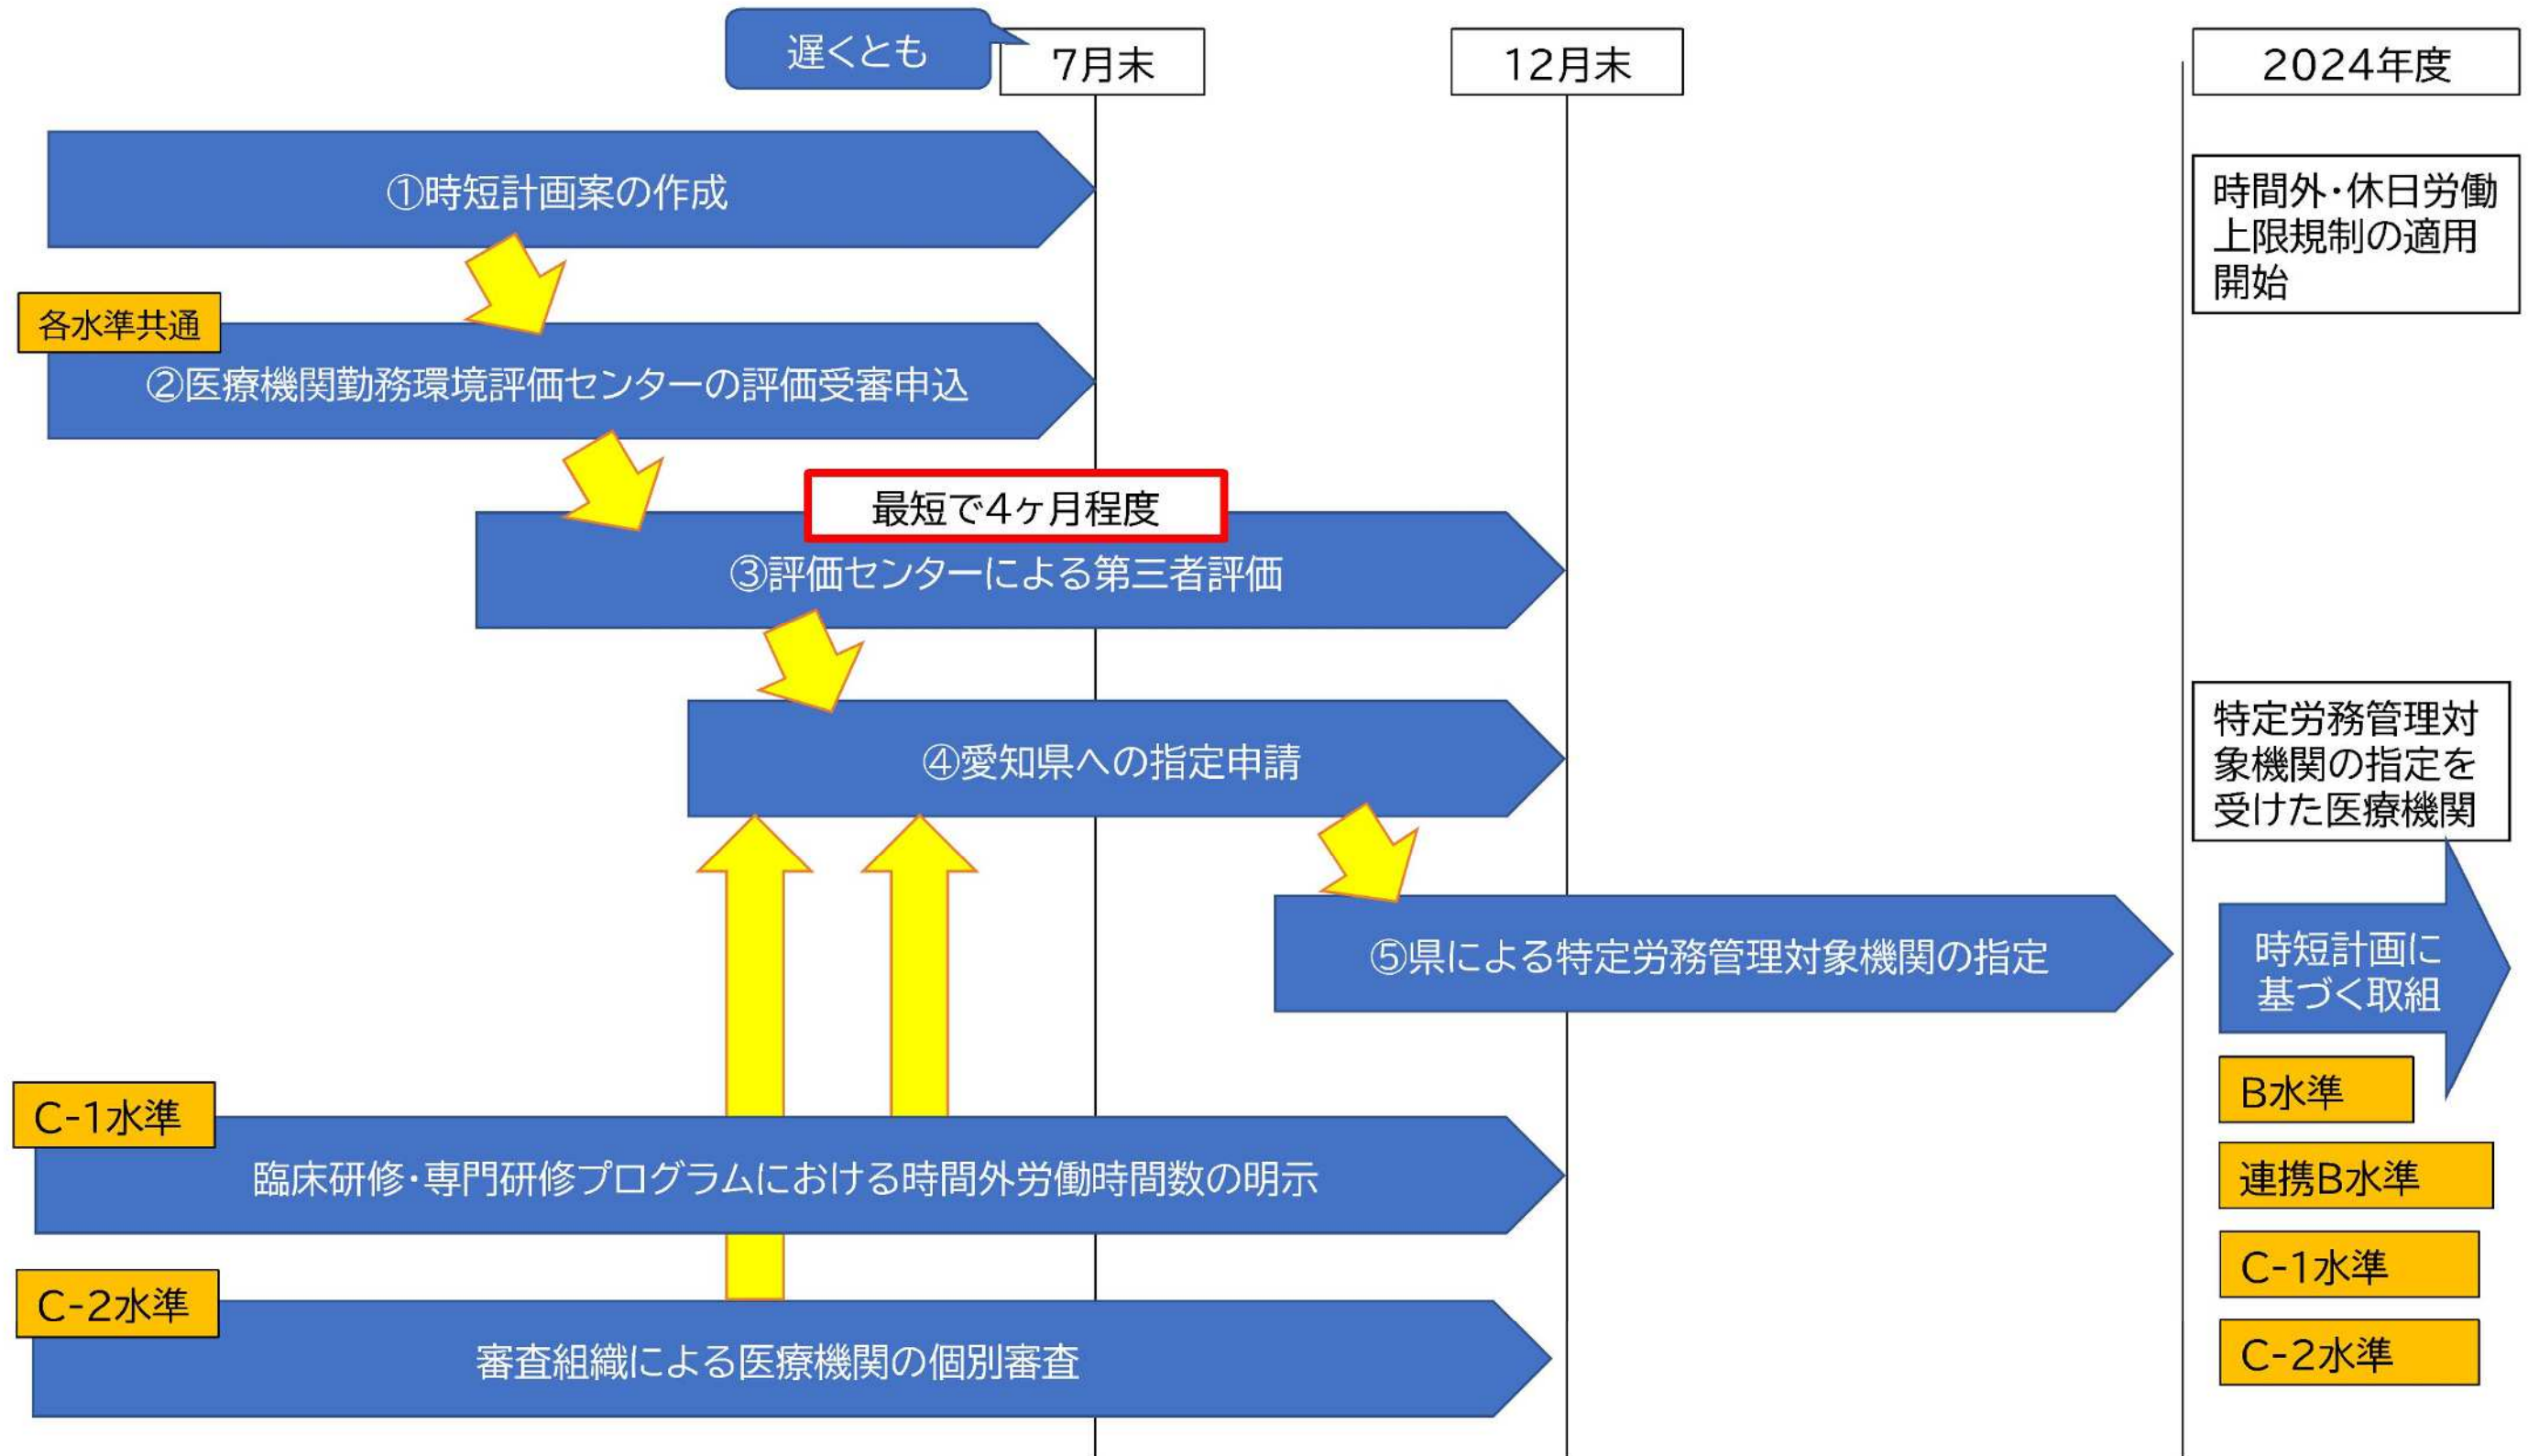 遅くとも
7月末
12月末
2024年度
①時短計画案の作成
時間外・休日労働
上限規制の適用
開始
各水準共通
②医療機関勤務環境評価センターの評価受審申込
最短で4ヶ月程度
③評価センターによる第三者評価
④愛知県への指定申請
特定労務管理対
象機関の指定を
受けた医療機関
⑤県による特定労務管理対象機関の指定
時短計画に
基づく取組
C-1水準
臨床研修・専門研修プログラムにおける時間外労働時間数の明示
C-2水準
審査組織による医療機関の個別審査
B水準
連携B水準
C-1水準
C-2水準